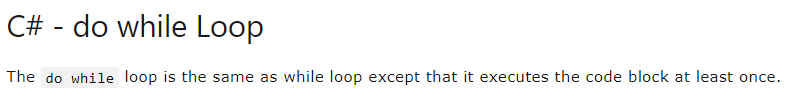 C# - do while Loop
The do while loop is the same as while loop except that it executes the code block at least once.